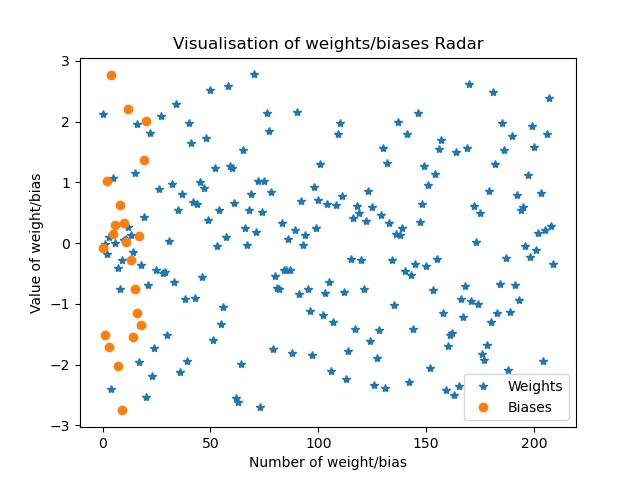 Visualisation of weights/biases Radar
3
2
1
0
−1
−2
−3
Value of weight/bias
Weights
Biases
0 50 100 150 200
Number of weight/bias